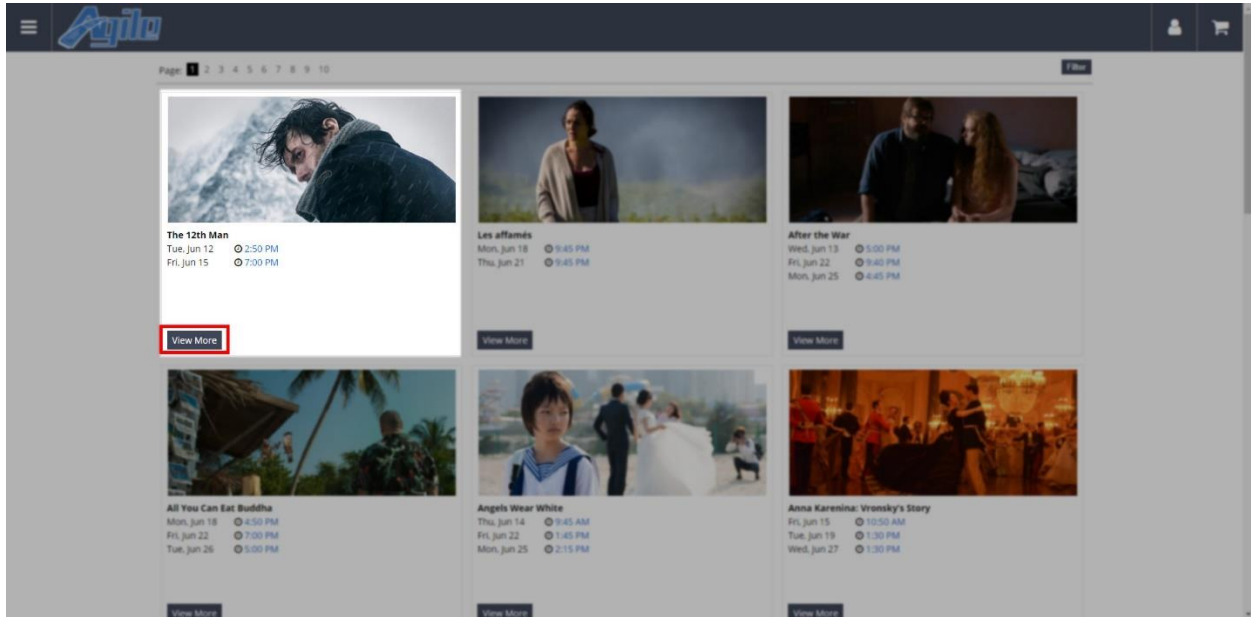 Agile
Page: 1 2 3 4 5 6 7 8 9 10
Filter
The 12th Man
Tue, Jun 12 2:50 PM
Fri, Jun 15 7:00 PM
View More
Les affamés
Mon, Jun 18 9:45 PM
Thu, Jun 21 9:45 PM
View More
After the War
Wed, Jun 13 5:00 PM
Fri, Jun 22 9:40 PM
Mon, Jun 25 4:45 PM
View More
All You Can Eat Buddha
Mon, Jun 18 4:50 PM
Fri, Jun 22 7:00 PM
Tue, Jun 26 5:00 PM
View More
Angels Wear White
Thu, Jun 14 9:45 AM
Fri, Jun 22 1:45 PM
Mon, Jun 25 2:15 PM
View More
Anna Karenina: Vronsky's Story
Fri, Jun 15 10:50 AM
Tue, Jun 19 1:30 PM
Wed, Jun 27 1:30 PM
View More